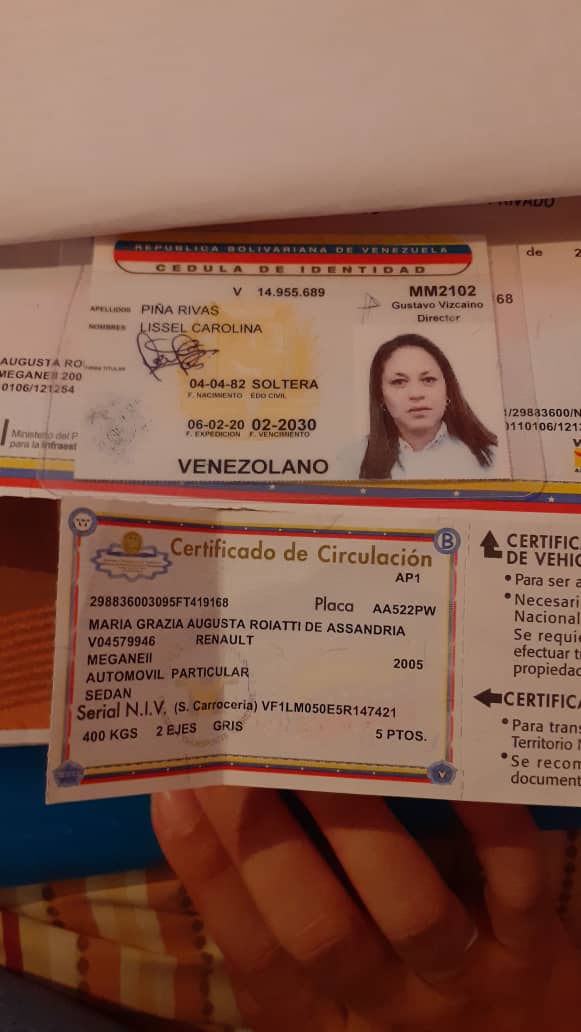 PRIVADO
REPUBLICA BOLIVARIANA DE VENEZUELA
CEDULA DE IDENTIDAD
V 14.955.689
MM2102
Gustavo Vizcaino
Director
APELLIDOS PIÑA RIVAS
NOMBRES LISSEL CAROLINA
FIRMA TITULAR
04-04-82 SOLTERA
F. NACIMIENTO EDO CIVIL
06-02-20 02-2030
F. EXPEDICION F. VENCIMIENTO
VENEZOLANO
AUGUSTA RO
MEGANEII 200
0106/121254
Ministerio del P
para la Infraest
de 2
68
/29883600/N
Certificado de Circulación
B
AP1
298836003095FT419168 Placa AA522PW
MARIA GRAZIA AUGUSTA ROIATTI DE ASSANDRIA
V04579946 RENAULT
MEGANEII 2005
AUTOMOVIL PARTICULAR
SEDAN
Serial N.I.V. (S. Carroceria) VF1LM050E5R147421
400 KGS 2 EJES GRIS 5 PTOS.
CERTIFIC
DE VEHIC
• Para ser a
• Necesari
Nacional
Se requie
efectuar tr
propiedad
CERTIFICA
• Para trans
Territorio N
• Se recom
document